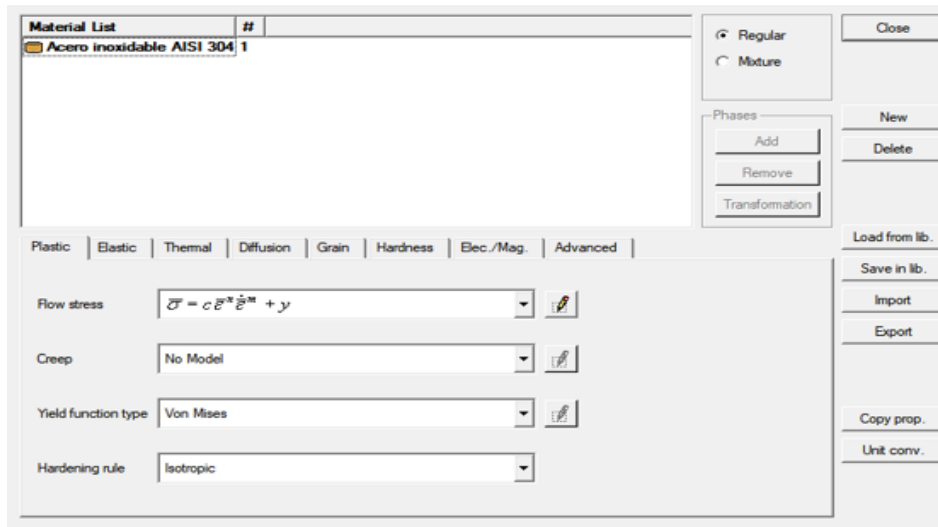 Material List #
Acero inoxidable AISI 304 1
Regular
Mixture
Close
Phases
Add
Remove
Transformation
New
Delete
Load from lib.
Save in lib.
Import
Export
Copy prop.
Unit conv.
Plastic Elastic Thermal Diffusion Grain Hardness Elec./Mag. Advanced
Flow stress σ̅ = c ε̅ⁿ ε̅̇ᵐ + y
Creep No Model
Yield function type Von Mises
Hardening rule Isotropic